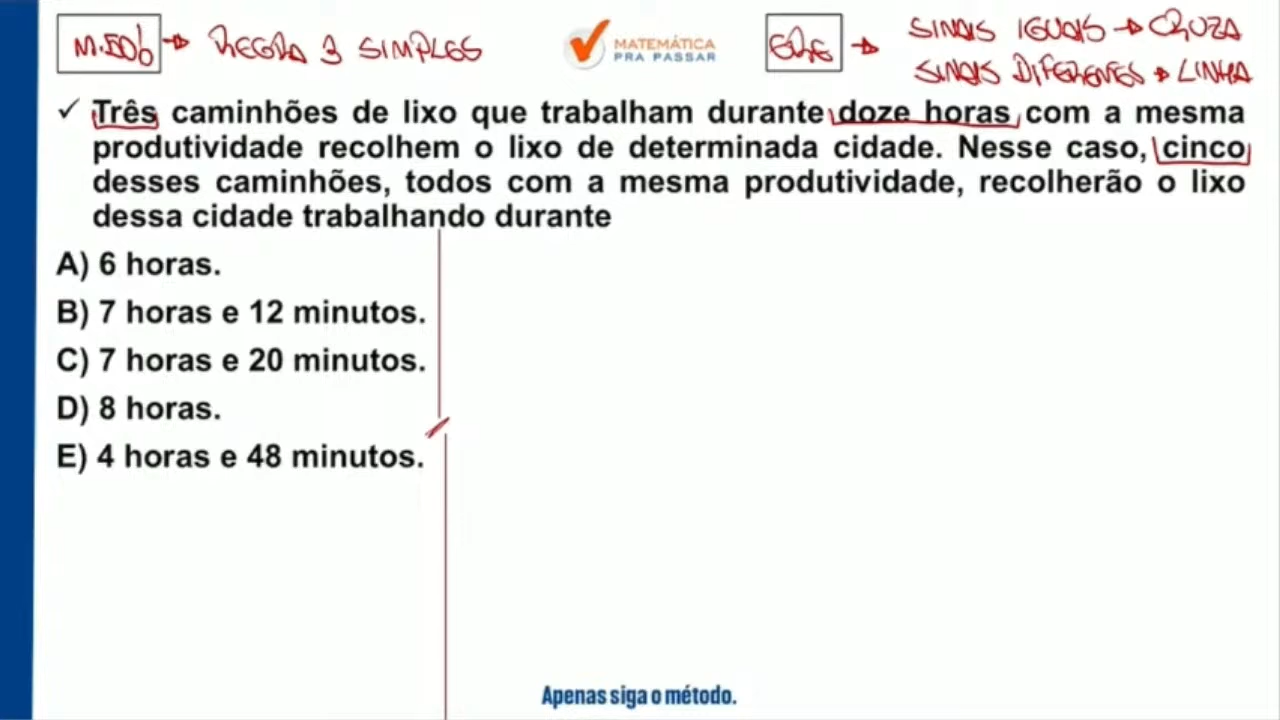 → REGRA 3 SIMPLES
MATEMÁTICA
PRA PASSAR
SINAIS IGUAIS → CRUZA
SINAIS DIFERENTES → LINHA
✓ Três caminhões de lixo que trabalham durante doze horas com a mesma
produtividade recolhem o lixo de determinada cidade. Nesse caso, cinco
desses caminhões, todos com a mesma produtividade, recolherão o lixo
dessa cidade trabalhando durante
A) 6 horas.
B) 7 horas e 12 minutos.
C) 7 horas e 20 minutos.
D) 8 horas.
E) 4 horas e 48 minutos.
Apenas siga o método.